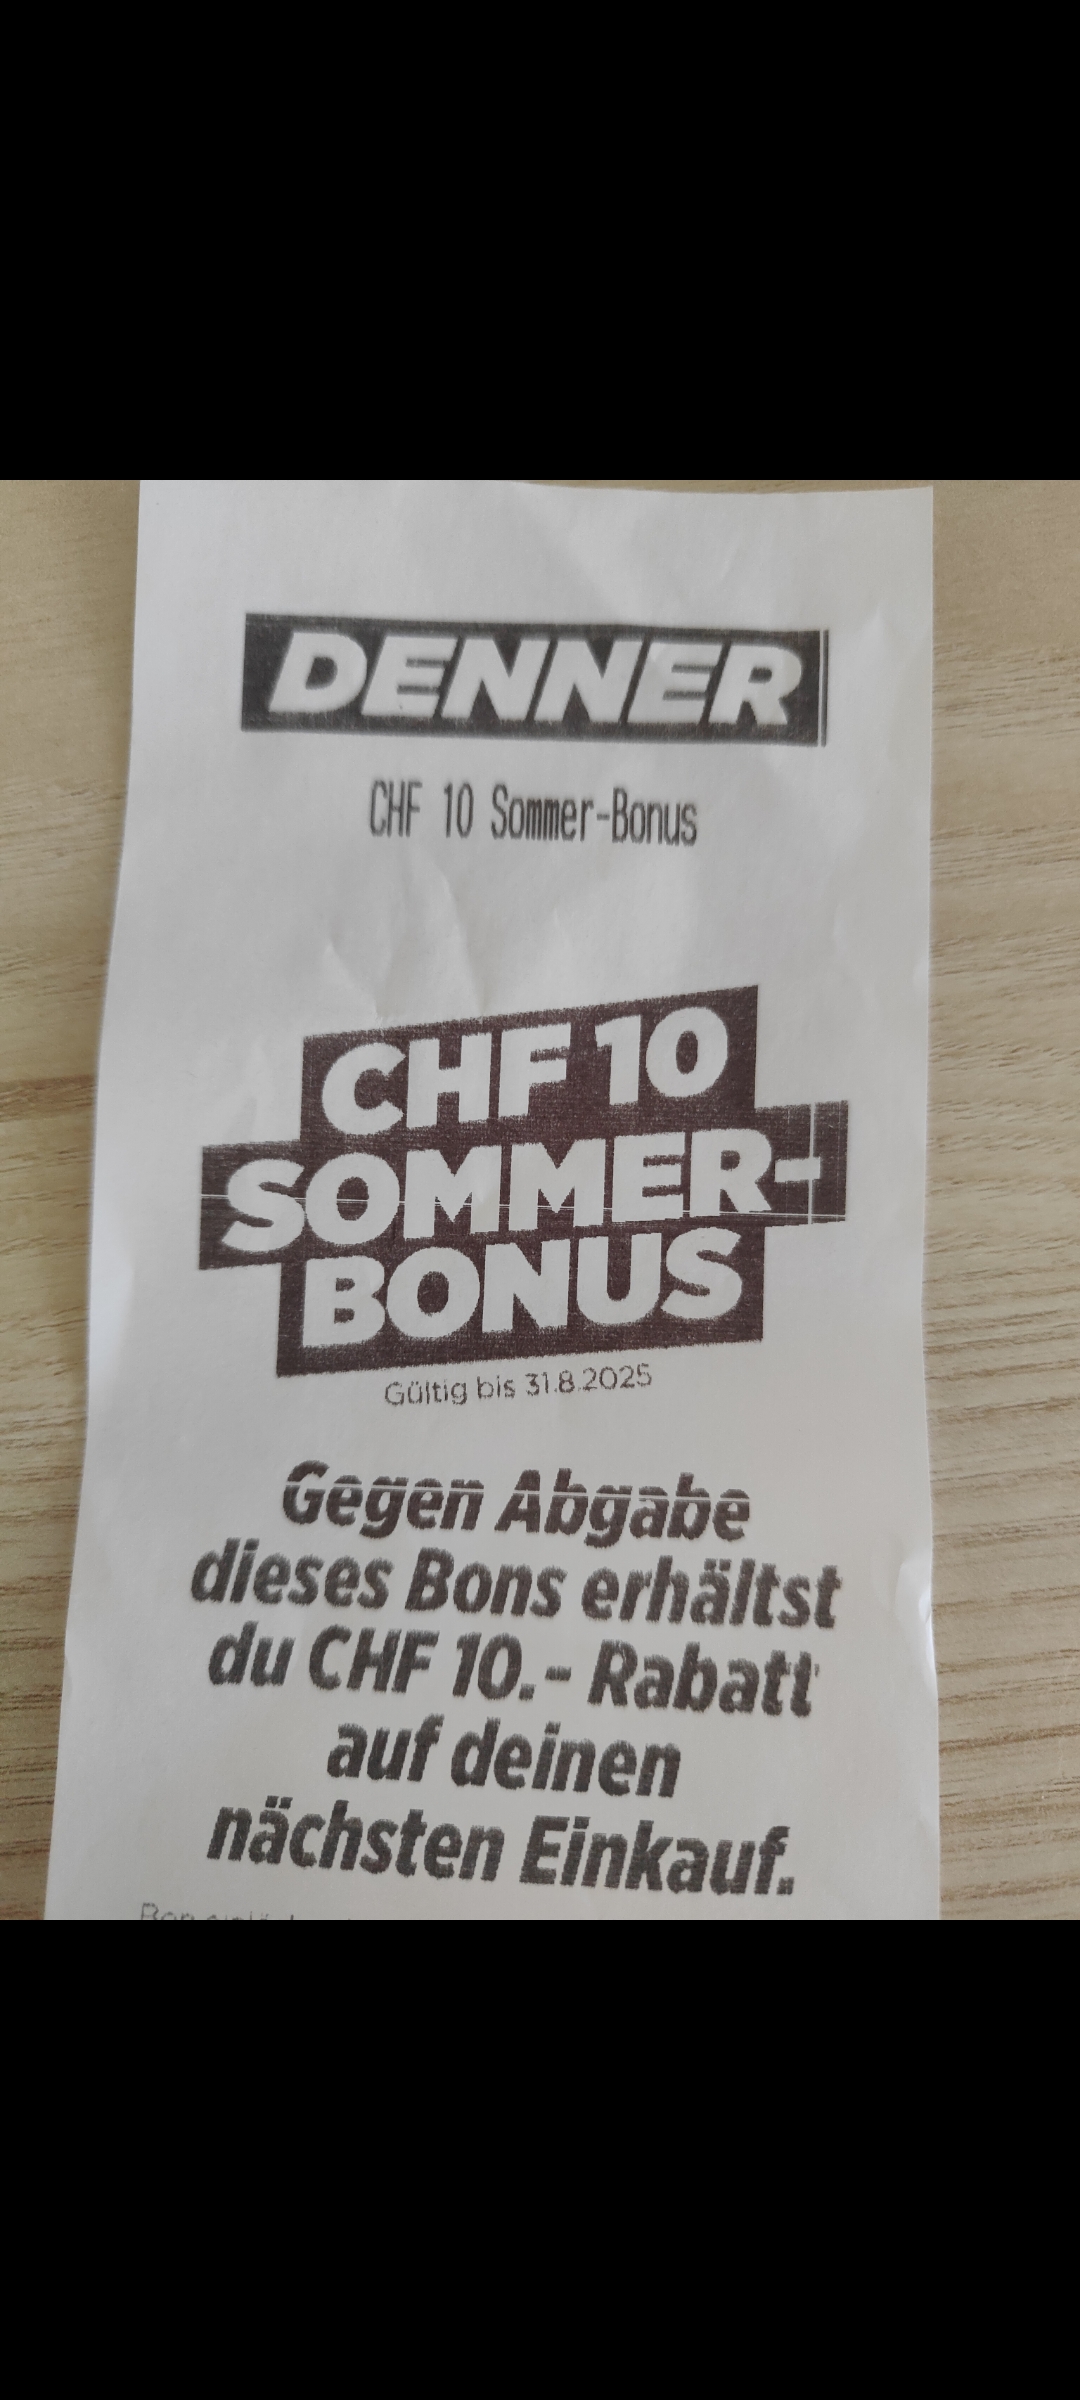 DENNER
CHF 10 Sommer-Bonus
CHF 10
SOMMER-
BONUS
Gültig bis 31.8.2025
Gegen Abgabe
dieses Bons erhältst
du CHF 10.- Rabatt
auf deinen
nächsten Einkauf.
Bon